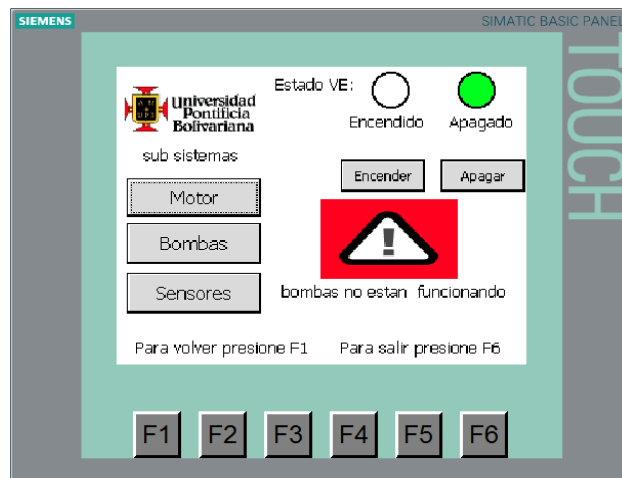 SIEMENS
SIMATIC BASIC PANEL
TOUCH
Universidad
Pontificia
Bolivariana
Estado VE:
Encendido Apagado
sub sistemas
Encender Apagar
Motor
Bombas
Sensores
!
bombas no estan funcionando
Para volver presione F1 Para salir presione F6
F1 F2 F3 F4 F5 F6